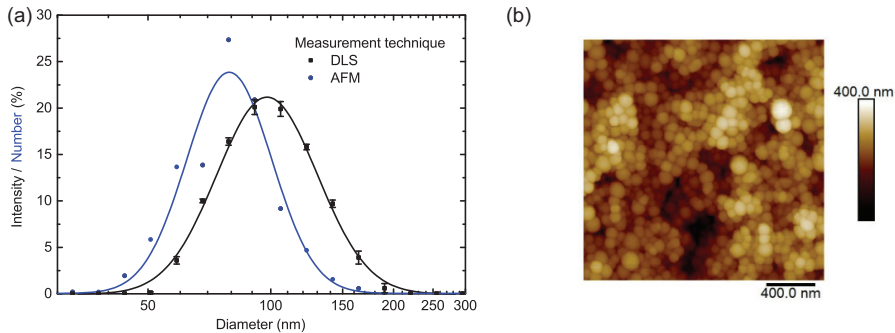 (a)
30
25
20
15
10
5
0
Intensity / Number (%)
Measurement technique
DLS
AFM
50 100 150 200 250 300
Diameter (nm)
(b)
400.0 nm
400.0 nm